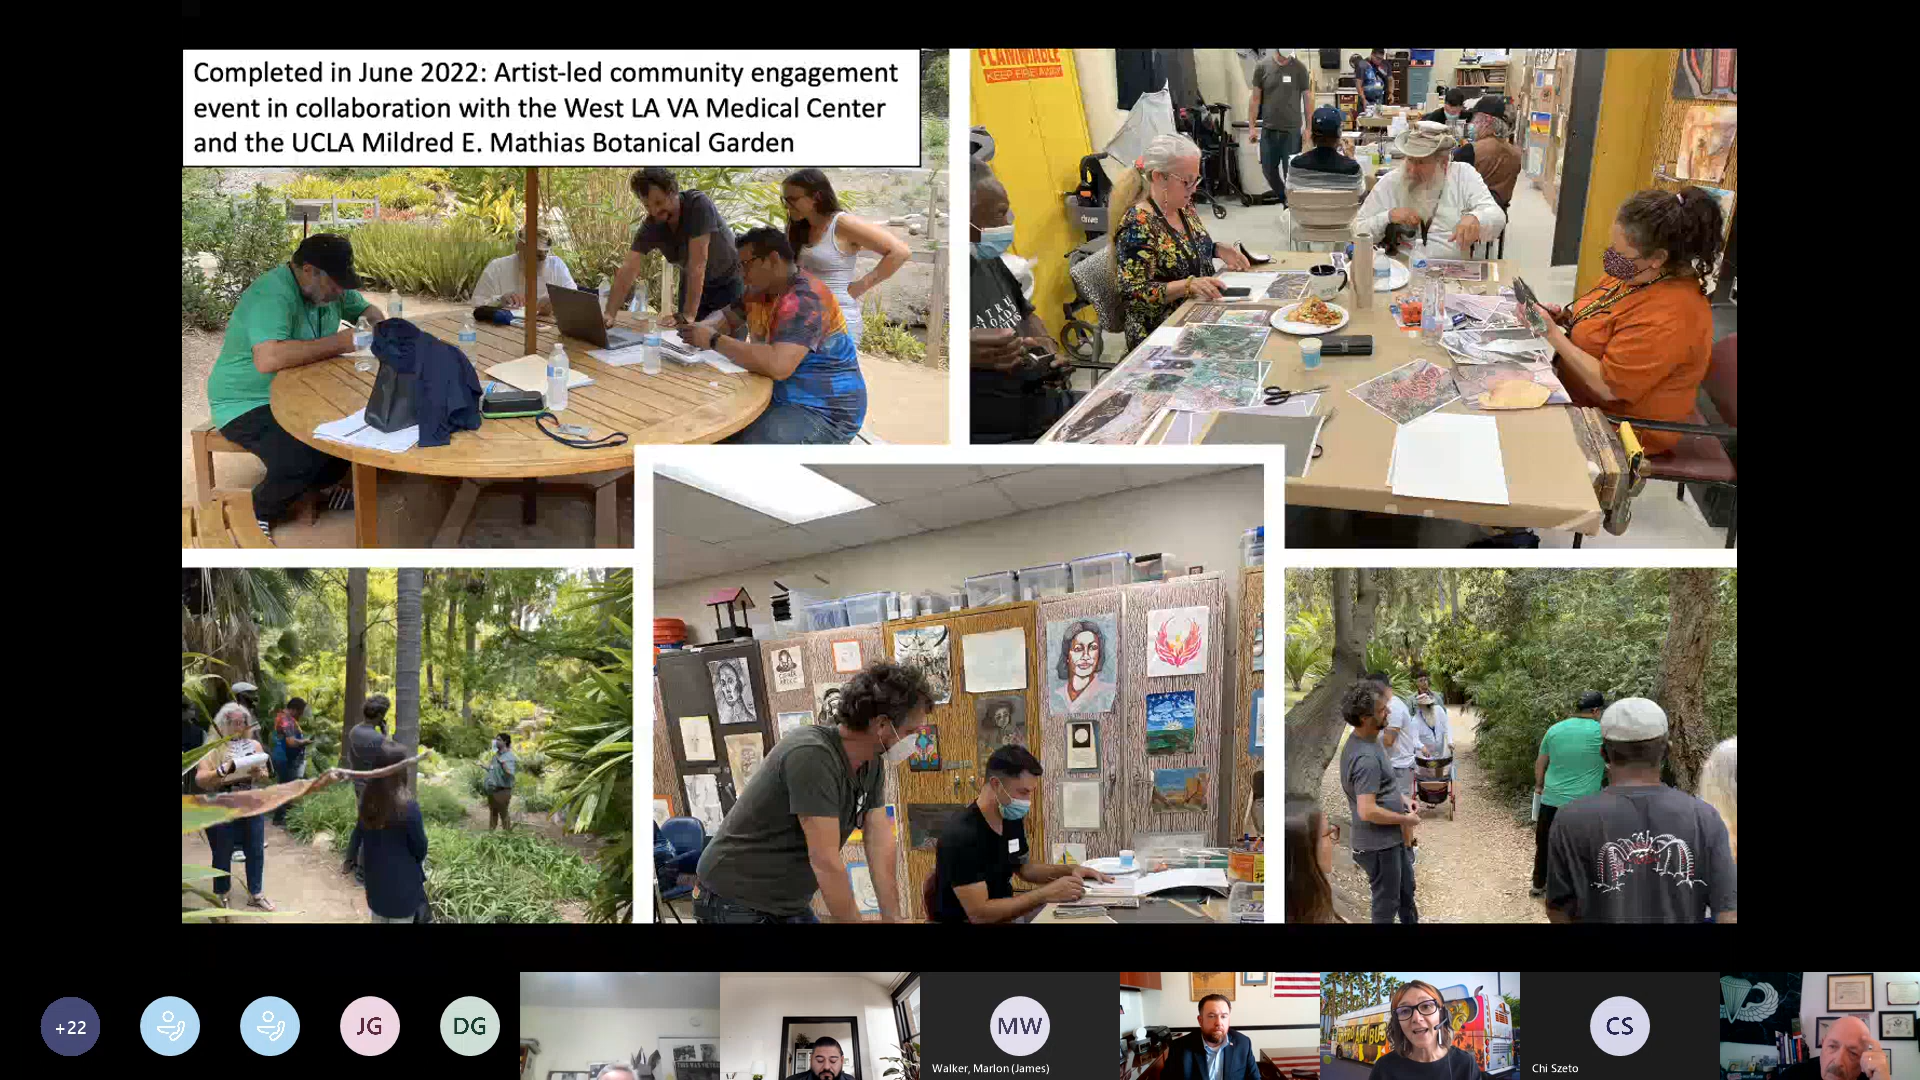 Completed in June 2022: Artist-led community engagement
event in collaboration with the West LA VA Medical Center
and the UCLA Mildred E. Mathias Botanical Garden
FLAMMABLE
KEEP FIRE AWAY
+22
JG
DG
MW
Walker, Marlon (James)
CS
Chi Szeto